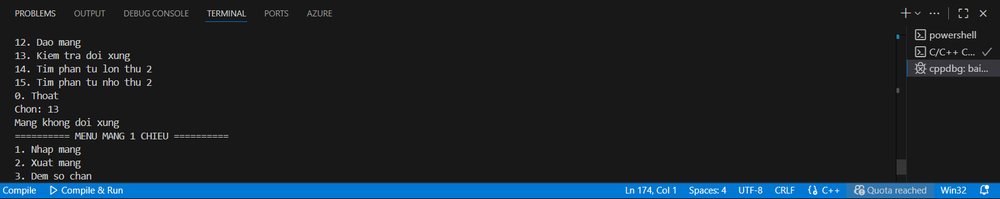 PROBLEMS OUTPUT DEBUG CONSOLE TERMINAL PORTS AZURE
12. Dao mang
13. Kiem tra doi xung
14. Tim phan tu lon thu 2
15. Tim phan tu nho thu 2
0. Thoat
Chon: 13
Mang khong doi xung
========== MENU MANG 1 CHIEU ==========
1. Nhap mang
2. Xuat mang
3. Dem so chan
powershell
C/C++ C...
cppdbg: bai...
Compile Compile & Run Ln 174, Col 1 Spaces: 4 UTF-8 CRLF C++ Quota reached Win32